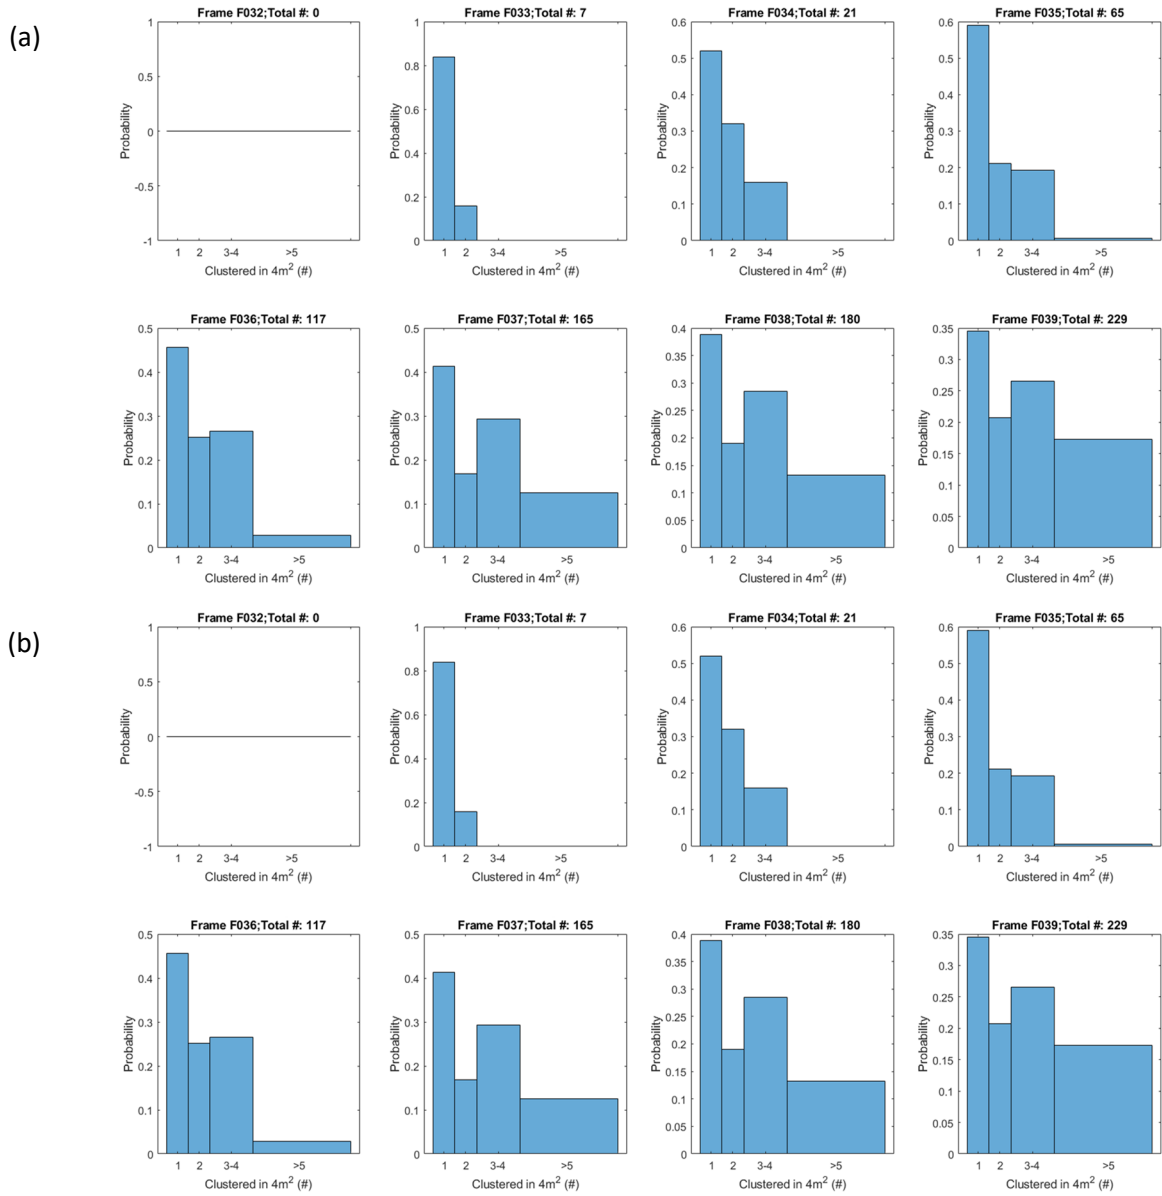 (a)
Frame F032;Total #: 0
1
0.5
0
-0.5
-1
Probability
1 2 3-4 >5
Clustered in 4m² (#)
Frame F033;Total #: 7
1
0.8
0.6
0.4
0.2
0
Probability
1 2 3-4 >5
Clustered in 4m² (#)
Frame F034;Total #: 21
0.6
0.5
0.4
0.3
0.2
0.1
0
Probability
1 2 3-4 >5
Clustered in 4m² (#)
Frame F035;Total #: 65
0.6
0.5
0.4
0.3
0.2
0.1
0
Probability
1 2 3-4 >5
Clustered in 4m² (#)
Frame F036;Total #: 117
0.5
0.4
0.3
0.2
0.1
0
Probability
1 2 3-4 >5
Clustered in 4m² (#)
Frame F037;Total #: 165
0.5
0.4
0.3
0.2
0.1
0
Probability
1 2 3-4 >5
Clustered in 4m² (#)
Frame F038;Total #: 180
0.4
0.35
0.3
0.25
0.2
0.15
0.1
0.05
0
Probability
1 2 3-4 >5
Clustered in 4m² (#)
Frame F039;Total #: 229
0.35
0.3
0.25
0.2
0.15
0.1
0.05
0
Probability
1 2 3-4 >5
Clustered in 4m² (#)
(b)
Frame F032;Total #: 0
1
0.5
0
-0.5
-1
Probability
1 2 3-4 >5
Clustered in 4m² (#)
Frame F033;Total #: 7
1
0.8
0.6
0.4
0.2
0
Probability
1 2 3-4 >5
Clustered in 4m² (#)
Frame F034;Total #: 21
0.6
0.5
0.4
0.3
0.2
0.1
0
Probability
1 2 3-4 >5
Clustered in 4m² (#)
Frame F035;Total #: 65
0.6
0.5
0.4
0.3
0.2
0.1
0
Probability
1 2 3-4 >5
Clustered in 4m² (#)
Frame F036;Total #: 117
0.5
0.4
0.3
0.2
0.1
0
Probability
1 2 3-4 >5
Clustered in 4m² (#)
Frame F037;Total #: 165
0.5
0.4
0.3
0.2
0.1
0
Probability
1 2 3-4 >5
Clustered in 4m² (#)
Frame F038;Total #: 180
0.4
0.35
0.3
0.25
0.2
0.15
0.1
0.05
0
Probability
1 2 3-4 >5
Clustered in 4m² (#)
Frame F039;Total #: 229
0.35
0.3
0.25
0.2
0.15
0.1
0.05
0
Probability
1 2 3-4 >5
Clustered in 4m² (#)